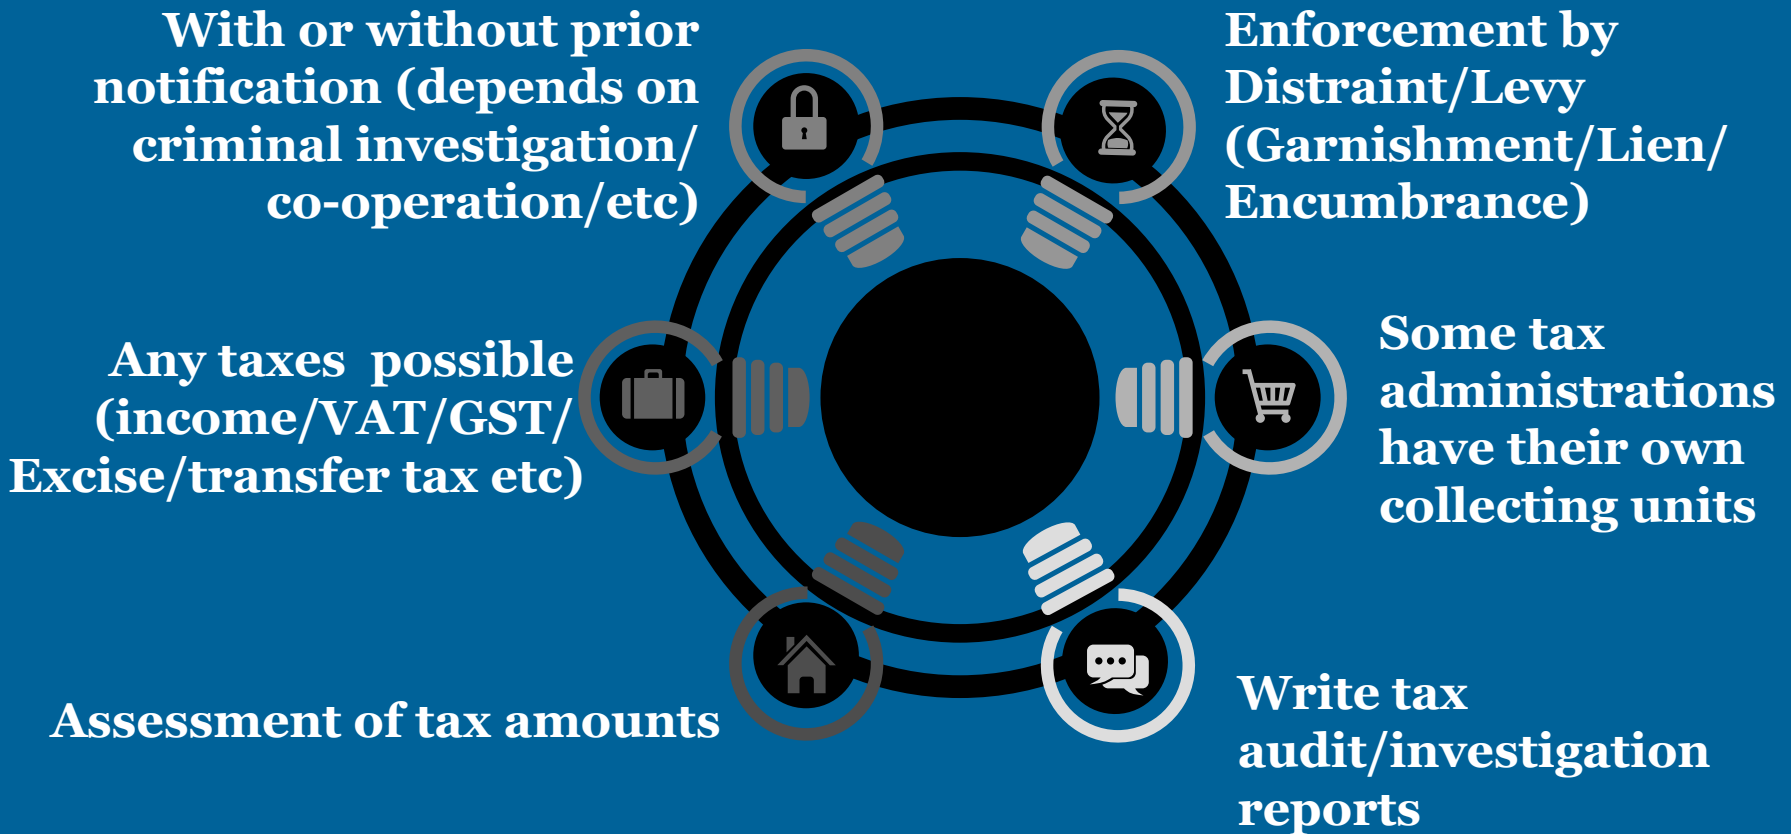 With or without prior
notification (depends on
criminal investigation/
co-operation/etc)
Enforcement by
Distraint/Levy
(Garnishment/Lien/
Encumbrance)
Any taxes  possible
(income/VAT/GST/
Excise/transfer tax etc)
Some tax
administrations
have their own
collecting units
Assessment of tax amounts
Write tax
audit/investigation
reports